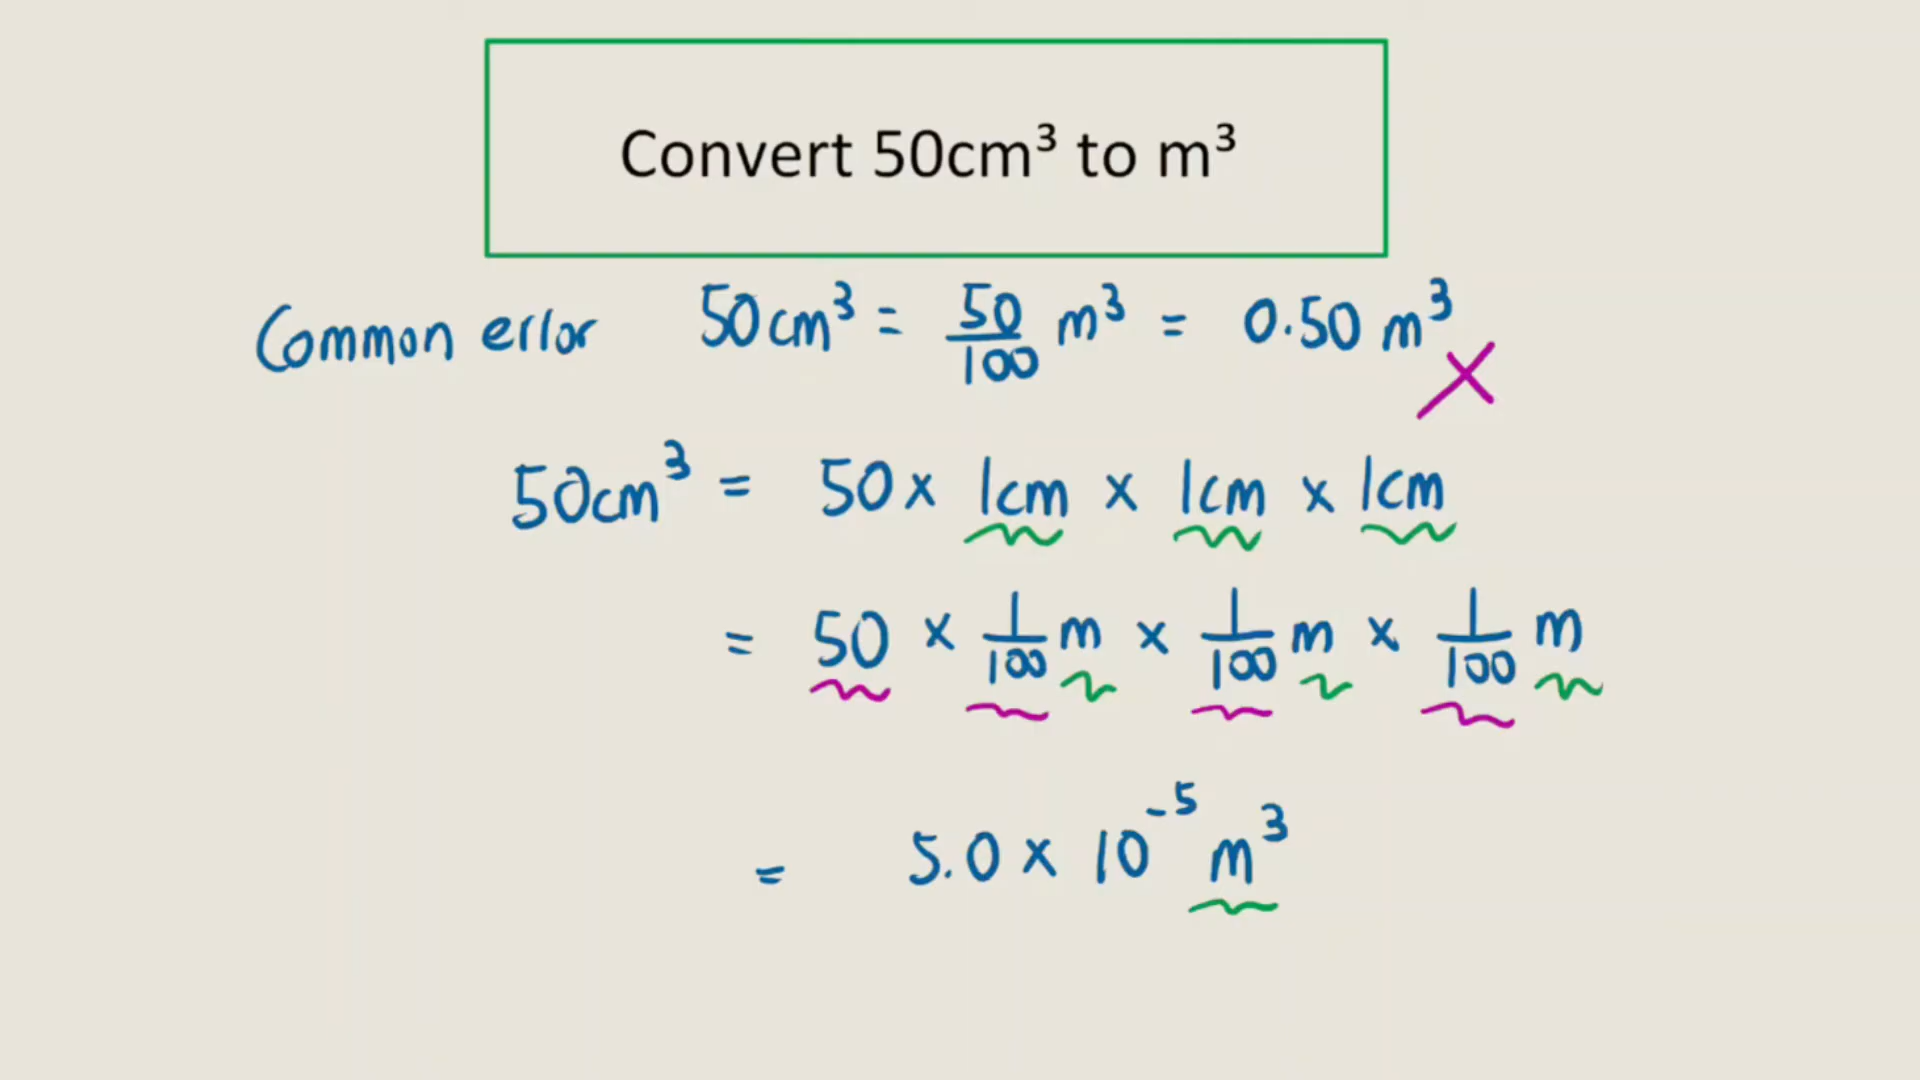 Convert 50cm³ to m³
Common error 50cm³ = 50/100 m³ = 0.50 m³ ×
50cm³ = 50 × 1cm × 1cm × 1cm
= 50 × 1/100 m × 1/100 m × 1/100 m
= 5.0 × 10⁻⁵ m³